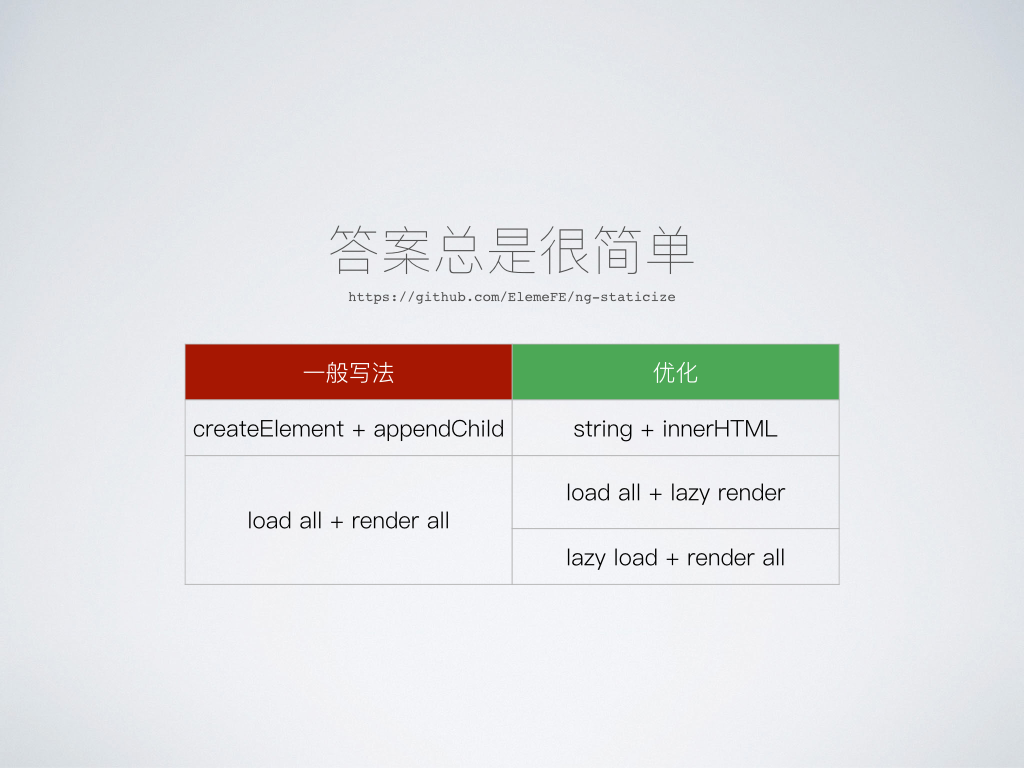 答案总是很简单
https://github.com/ElemeFE/ng-staticize
一般写法
优化
createElement + appendChild
string + innerHTML
load all + render all
load all + lazy render
lazy load + render all